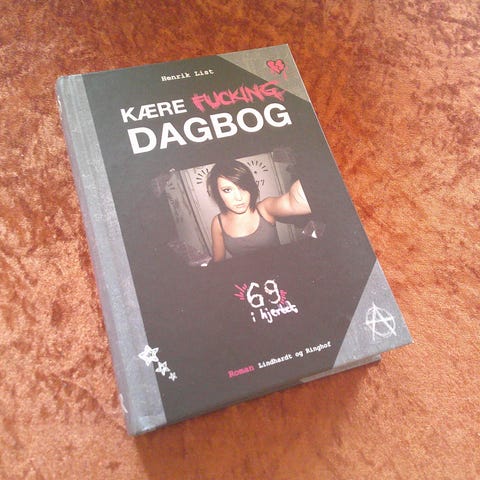 Henrik List
KÆRE FUCKING
DAGBOG
69
i hjertet
Roman Lindhardt og Ringhof